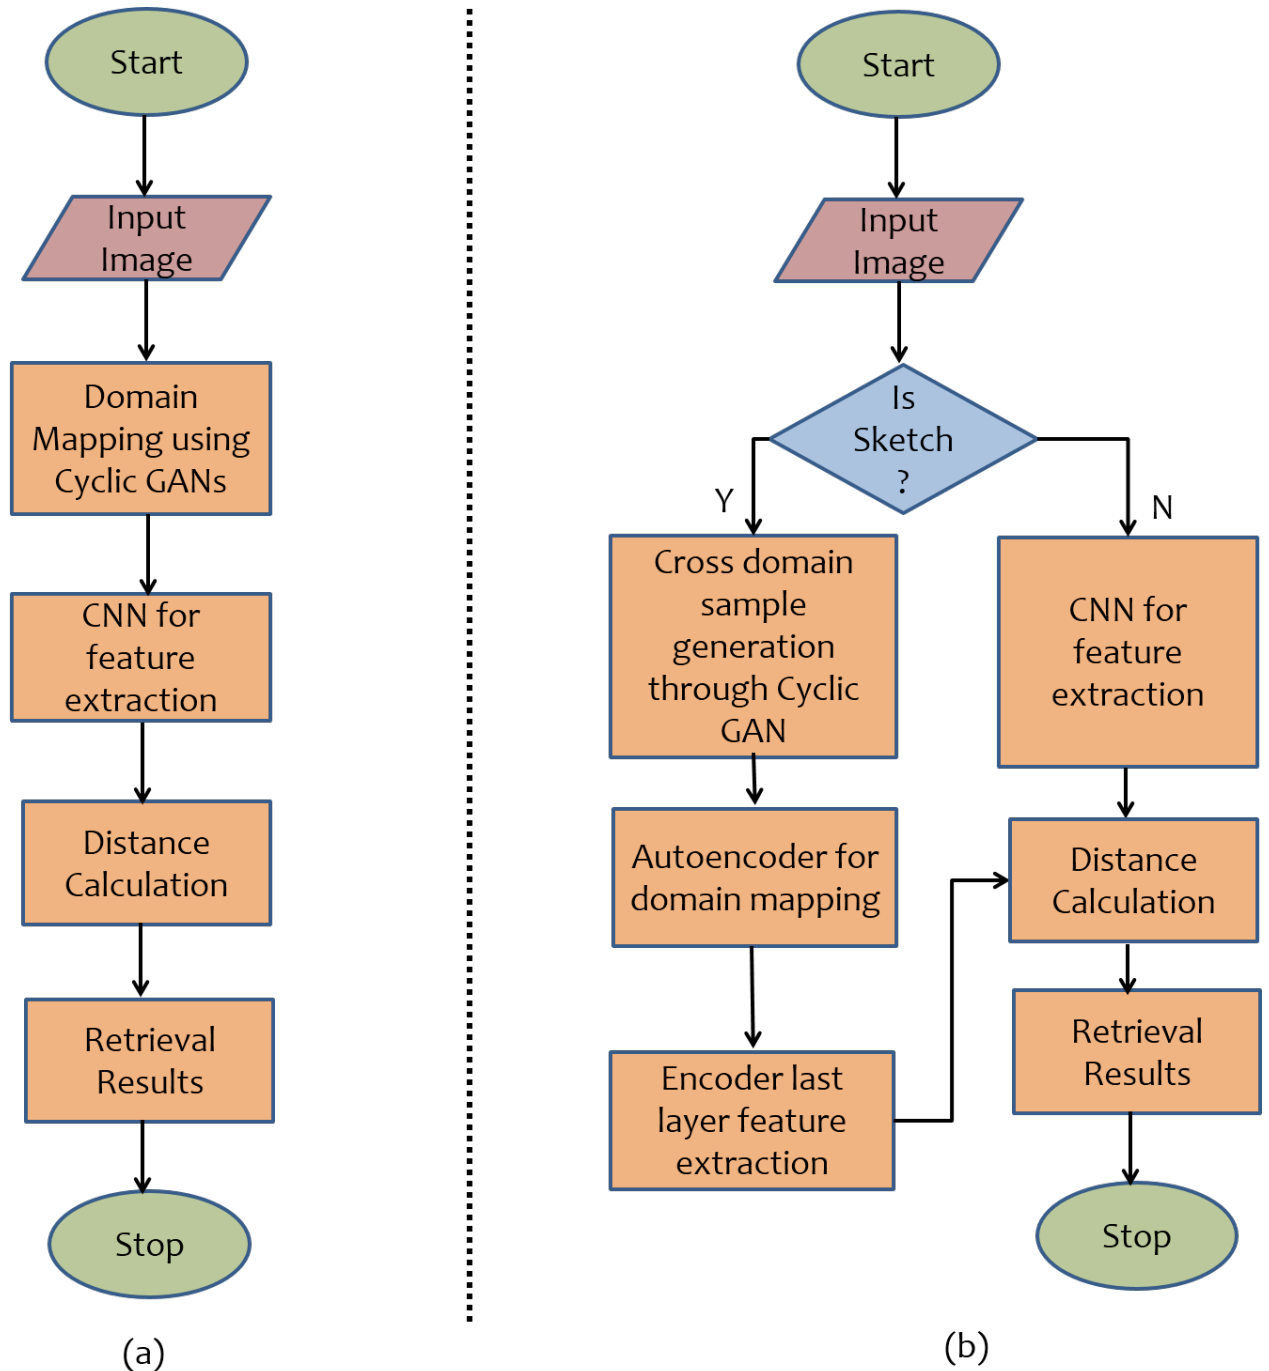 Start
Input
Image
Domain
Mapping using
Cyclic GANs
CNN for
feature
extraction
Distance
Calculation
Retrieval
Results
Stop
(a)
Start
Input
Image
Is
Sketch
?
Y
N
Cross domain
sample
generation
through Cyclic
GAN
Autoencoder for
domain mapping
Encoder last
layer feature
extraction
CNN for
feature
extraction
Distance
Calculation
Retrieval
Results
Stop
(b)